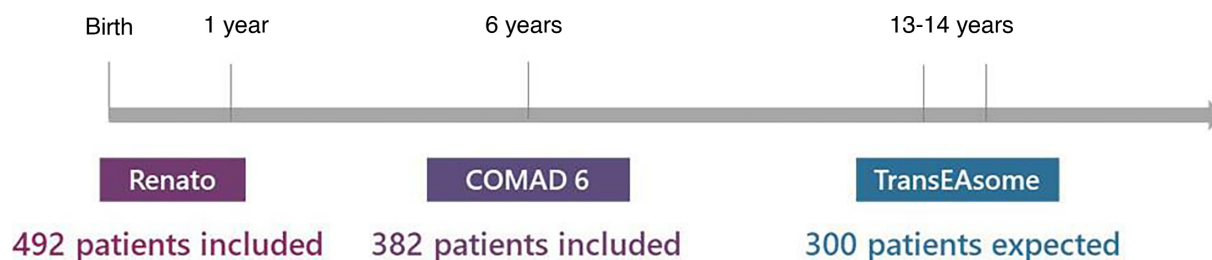 Birth 1 year 6 years 13-14 years
Renato COMAD 6 TransEAsome
492 patients included 382 patients included 300 patients expected